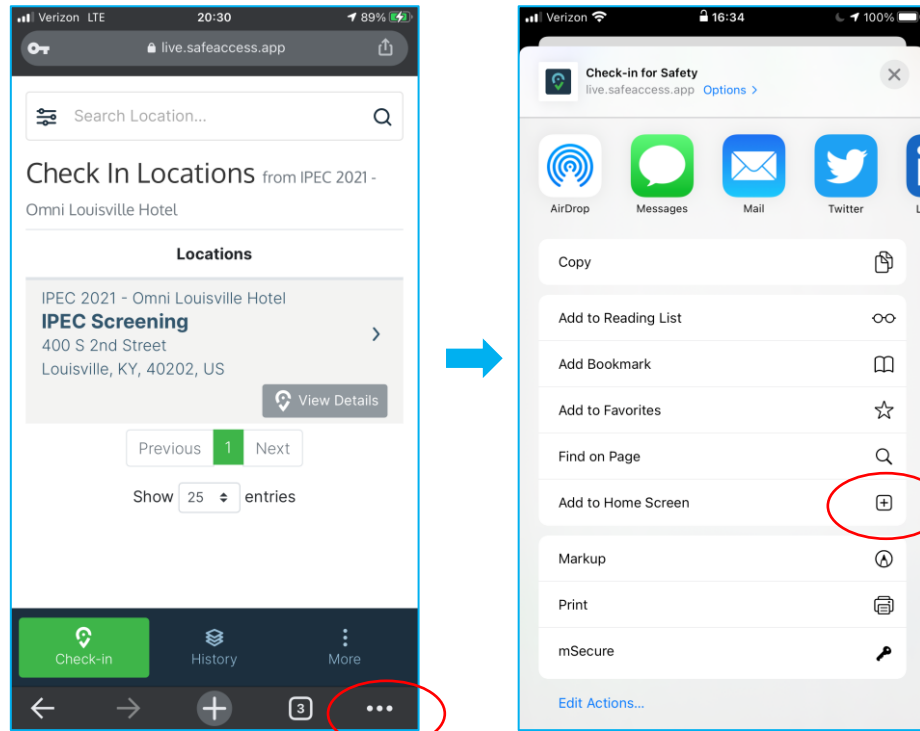 Verizon LTE 20:30 89%
live.safeaccess.app
Search Location...
Check In Locations from IPEC 2021 -
Omni Louisville Hotel
Locations
IPEC 2021 - Omni Louisville Hotel
IPEC Screening
400 S 2nd Street
Louisville, KY, 40202, US
View Details
Previous 1 Next
Show 25 entries
Check-in History More
3
Verizon 16:34 100%
Check-in for Safety
live.safeaccess.app Options >
AirDrop Messages Mail Twitter
Copy
Add to Reading List
Add Bookmark
Add to Favorites
Find on Page
Add to Home Screen
Markup
Print
mSecure
Edit Actions...